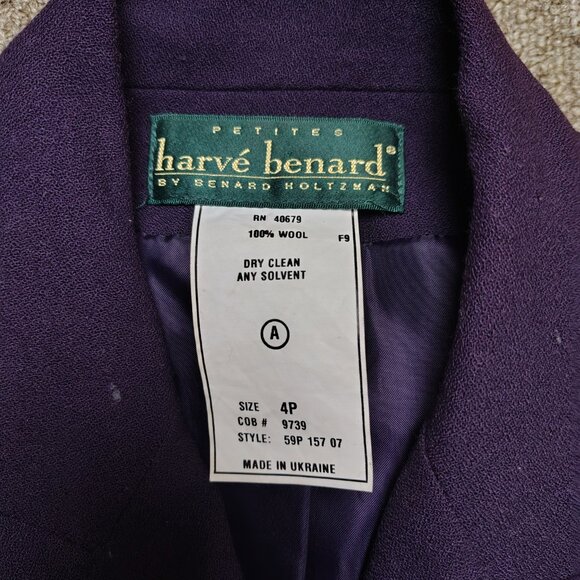 PETITES
harvé benard®
BY BENARD HOLTZMAN
RN 40679
100% WOOL F9
DRY CLEAN
ANY SOLVENT
A
SIZE 4P
COB # 9739
STYLE: 59P 157 07
MADE IN UKRAINE